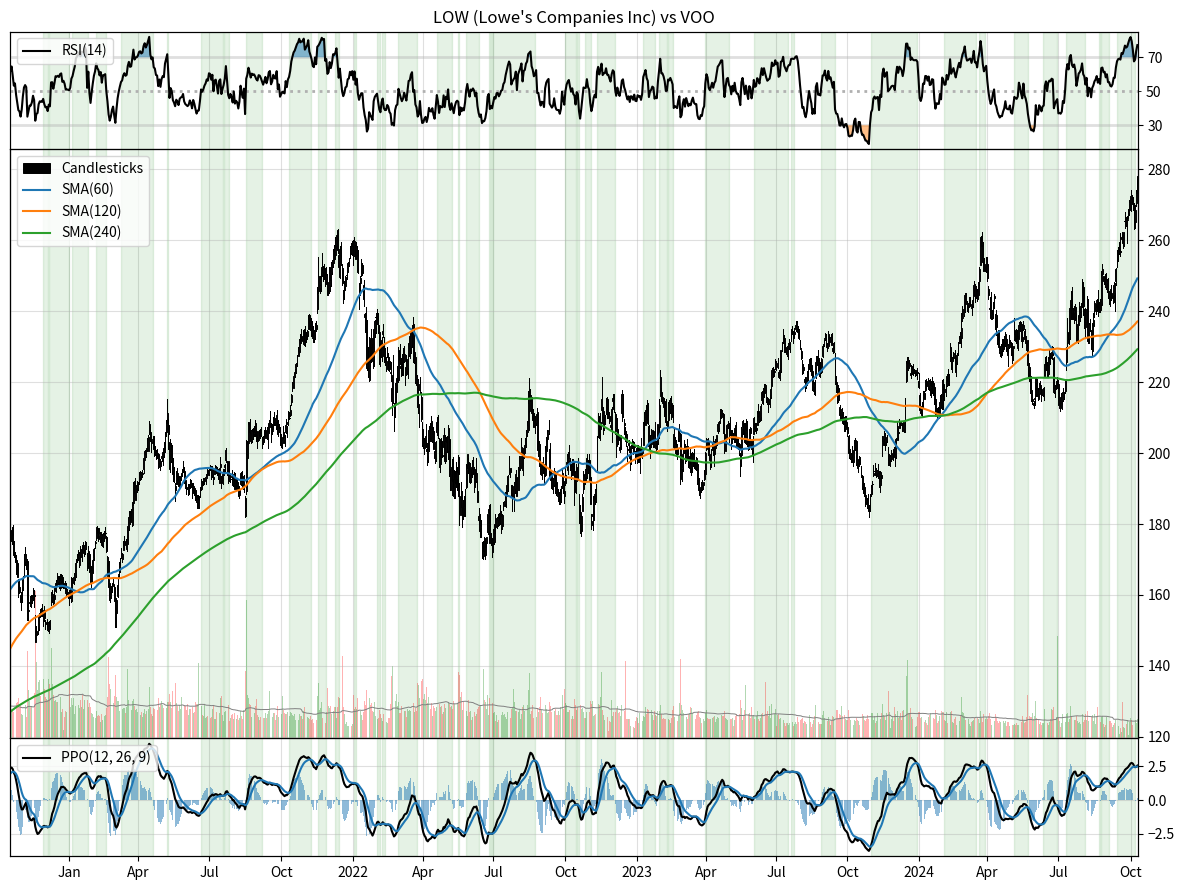 LOW (Lowe's Companies Inc) vs VOO
RSI(14)
70
50
30
Candlesticks
SMA(60)
SMA(120)
SMA(240)
280
260
240
220
200
180
160
140
120
PPO(12, 26, 9)
2.5
0.0
−2.5
Jan Apr Jul Oct 2022 Apr Jul Oct 2023 Apr Jul Oct 2024 Apr Jul Oct